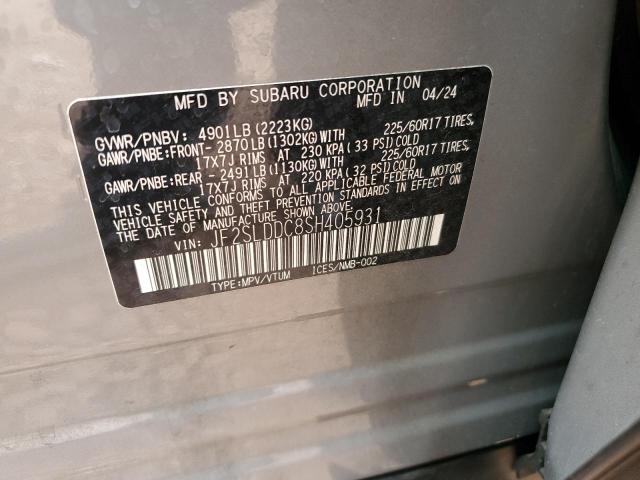 MFD BY SUBARU CORPORATION
MFD IN 04/24
GVWR/PNBV: 4901LB(2223KG)
GAWR/PNBE:FRONT- 2870LB(1302KG)WITH 225/60R17 TIRES,
17X7J RIMS AT 230 KPA(33 PSI)COLD
GAWR/PNBE:REAR - 2491LB(1130KG)WITH 225/60R17 TIRES,
17X7J RIMS AT 220 KPA(32 PSI)COLD
THIS VEHICLE CONFORMS TO ALL APPLICABLE FEDERAL MOTOR
VEHICLE SAFETY AND THEFT PREVENTION STANDARDS IN EFFECT ON
THE DATE OF MANUFACTURE SHOWN ABOVE.
VIN: JF2SLDDC8SH405931
TYPE:MPV/VTUM ICES/NMB-002